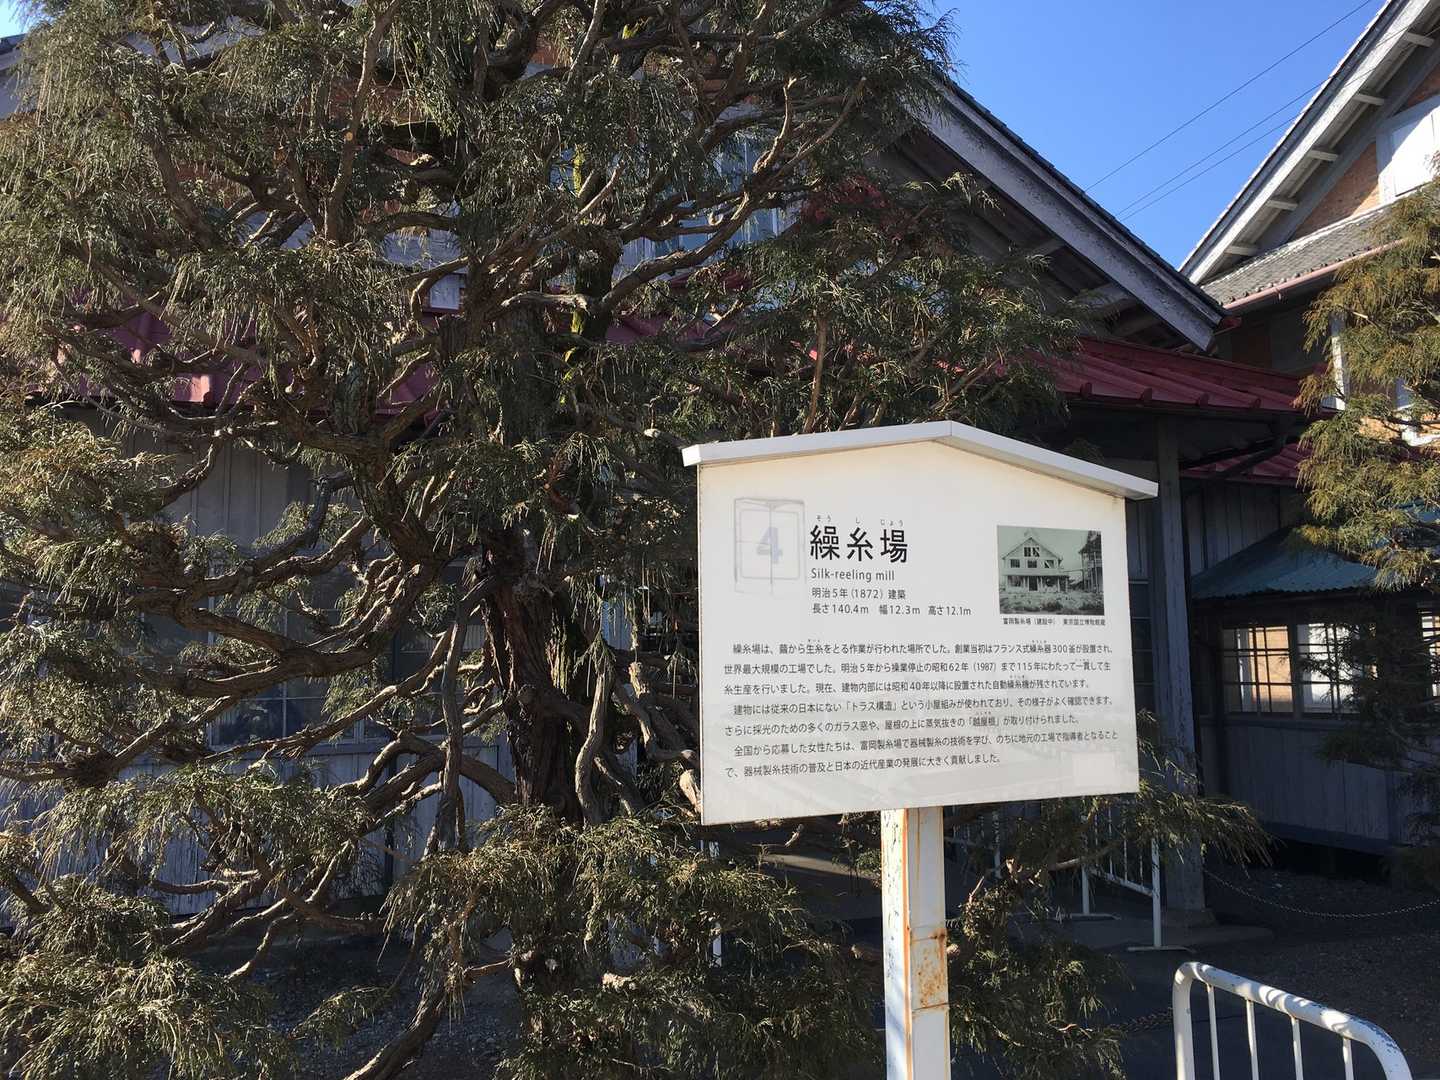 4
そう し じょう
繰糸場
Silk-reeling mill
明治5年(1872)建築
長さ140.4m 幅12.3m 高さ12.1m
富岡製糸場(建設中) 東京国立博物館蔵
繰糸場は、繭から生糸をとる作業が行われた場所でした。創業当初はフランス式繰糸器300釜が設置され、
世界最大規模の工場でした。明治5年から操業停止の昭和62年(1987)まで115年にわたって一貫して生
糸生産を行いました。現在、建物内部には昭和40年以降に設置された自動繰糸機が残されています。
建物には従来の日本にない「トラス構造」という小屋組みが使われており、その様子がよく確認できます。
さらに採光のための多くのガラス窓や、屋根の上に蒸気抜きの「越屋根」が取り付けられました。
全国から応募した女性たちは、富岡製糸場で器械製糸の技術を学び、のちに地元の工場で指導者となること
で、器械製糸技術の普及と日本の近代産業の発展に大きく貢献しました。